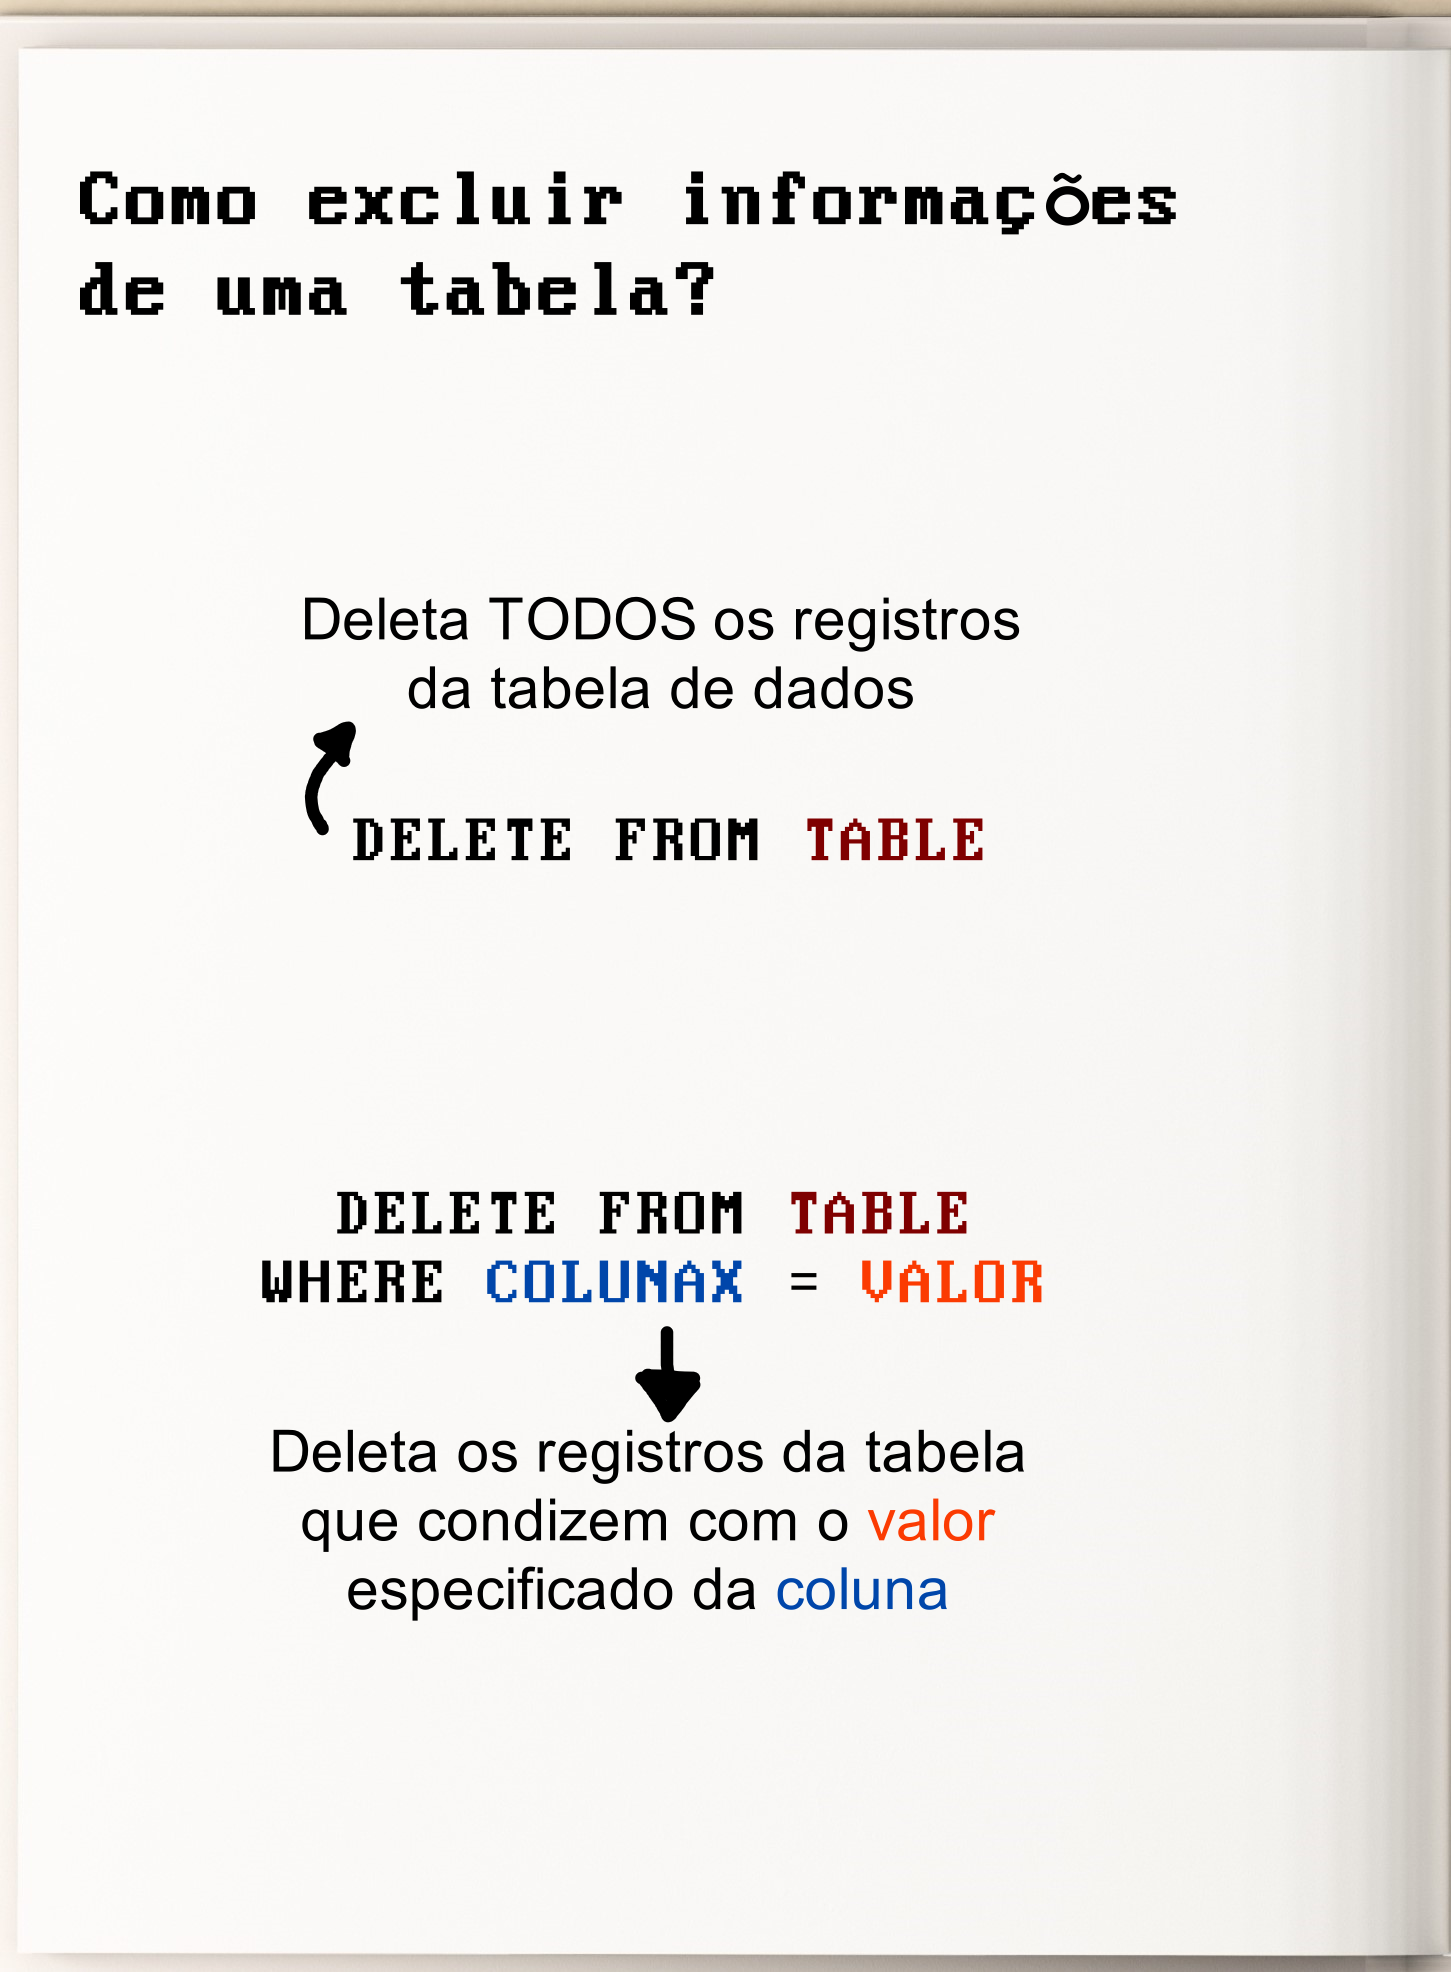 Como excluir informações
de uma tabela?
Deleta TODOS os registros
da tabela de dados
DELETE FROM TABLE
DELETE FROM TABLE
WHERE COLUNAX = VALOR
Deleta os registros da tabela
que condizem com o valor
especificado da coluna